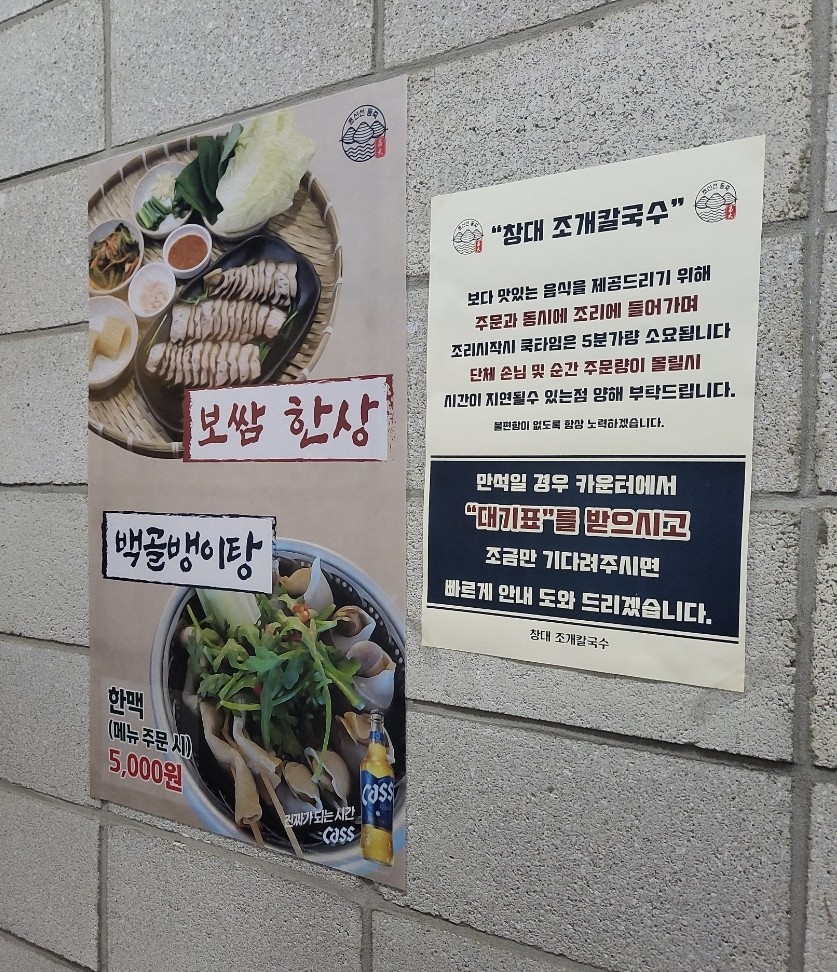 보쌈 한상
백골뱅이탕
한맥
(메뉴 주문 시)
5,000원
진짜가 되는 시간
Cass
Cass
“창대 조개칼국수”
보다 맛있는 음식을 제공드리기 위해
주문과 동시에 조리에 들어가며
조리시작시 쿡타임은 5분가량 소요됩니다
단체 손님 및 순간 주문량이 몰릴시
시간이 지연될수 있는점 양해 부탁드립니다.
불편함이 없도록 항상 노력하겠습니다.
만석일 경우 카운터에서
“대기표”를 받으시고
조금만 기다려주시면
빠르게 안내 도와 드리겠습니다.
창대 조개칼국수